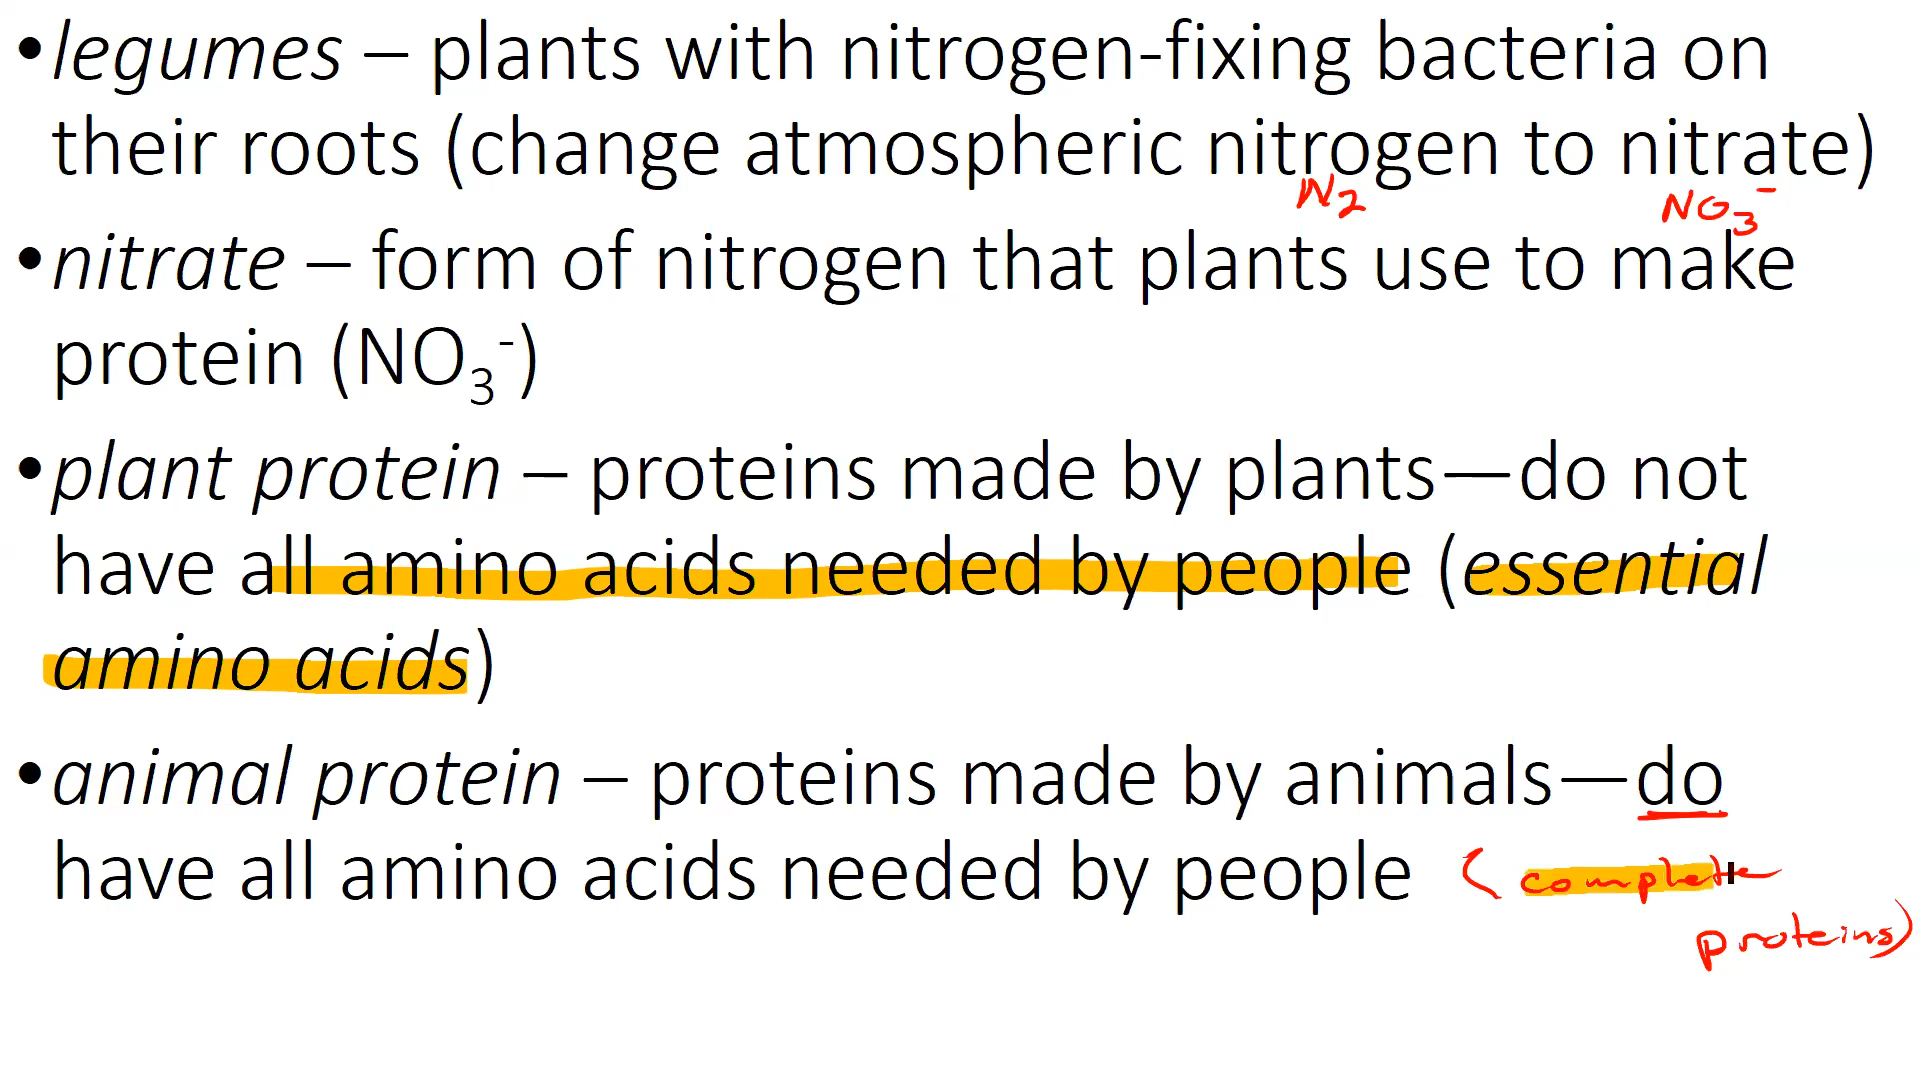 •legumes – plants with nitrogen-fixing bacteria on
their roots (change atmospheric nitrogen to nitrate)
N₂ NO₃⁻
•nitrate – form of nitrogen that plants use to make
protein (NO₃⁻)
•plant protein – proteins made by plants—do not
have all amino acids needed by people (essential
amino acids)
•animal protein – proteins made by animals—do
have all amino acids needed by people (complete
proteins)